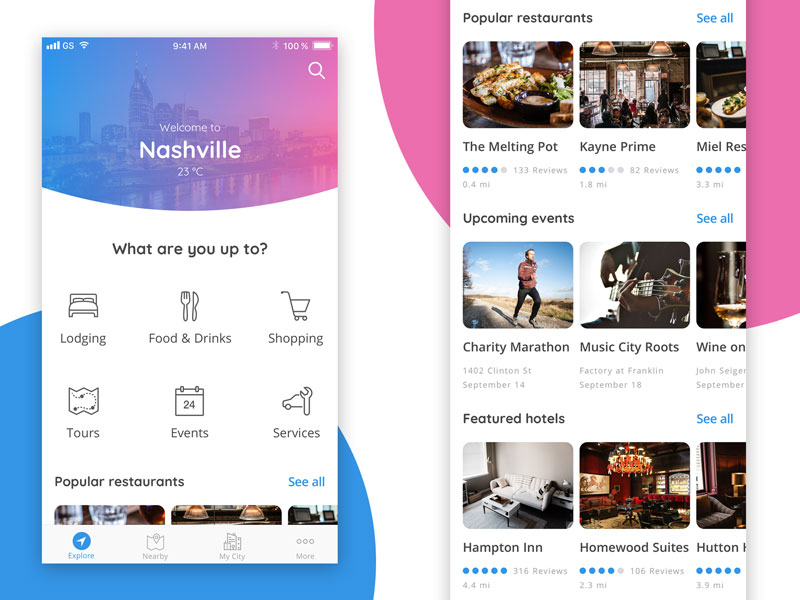 GS 9:41 AM 100 %
Welcome to
Nashville
23 °C
What are you up to?
Lodging Food & Drinks Shopping
24
Tours Events Services
Popular restaurants See all
Explore Nearby My City More
Popular restaurants See all
The Melting Pot Kayne Prime Miel Res
133 Reviews 82 Reviews
0.4 mi 1.8 mi 3.3 mi
Upcoming events See all
Charity Marathon Music City Roots Wine on
1402 Clinton St Factory at Franklin John Seigen
September 14 September 18 September
Featured hotels See all
Hampton Inn Homewood Suites Hutton H
316 Reviews 106 Reviews
4.4 mi 2.3 mi 3.9 mi